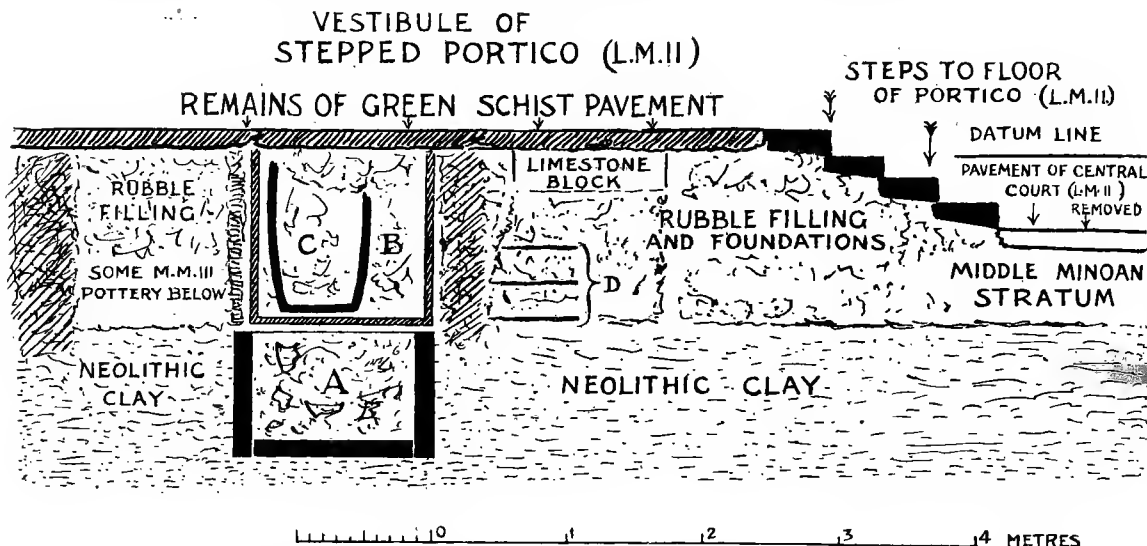 VESTIBULE OF
STEPPED PORTICO (L.M.II)
REMAINS OF GREEN SCHIST PAVEMENT
STEPS TO FLOOR
OF PORTICO (L.M.II.)
DATUM LINE
PAVEMENT OF CENTRAL
COURT (L.M.II)
REMOVED
LIMESTONE
BLOCK
RUBBLE
FILLING
SOME M.M.III
POTTERY BELOW
C
B
D
RUBBLE FILLING
AND FOUNDATIONS
MIDDLE MINOAN
STRATUM
NEOLITHIC
CLAY
A
NEOLITHIC CLAY
0 1 2 3 4 METRES